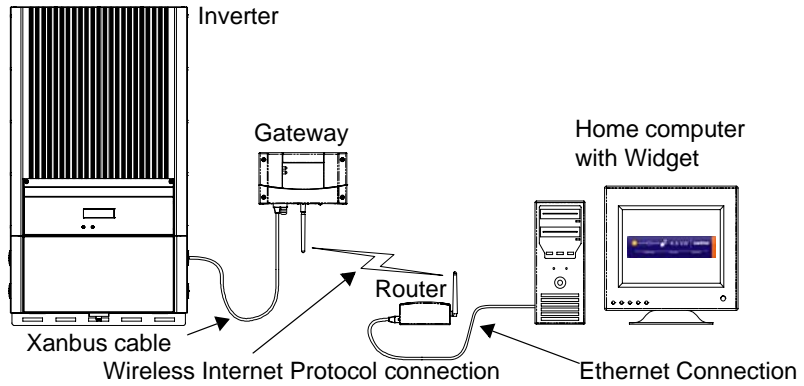 Inverter
Gateway
Home computer
with Widget
Router
Xanbus cable
Wireless Internet Protocol connection
Ethernet Connection